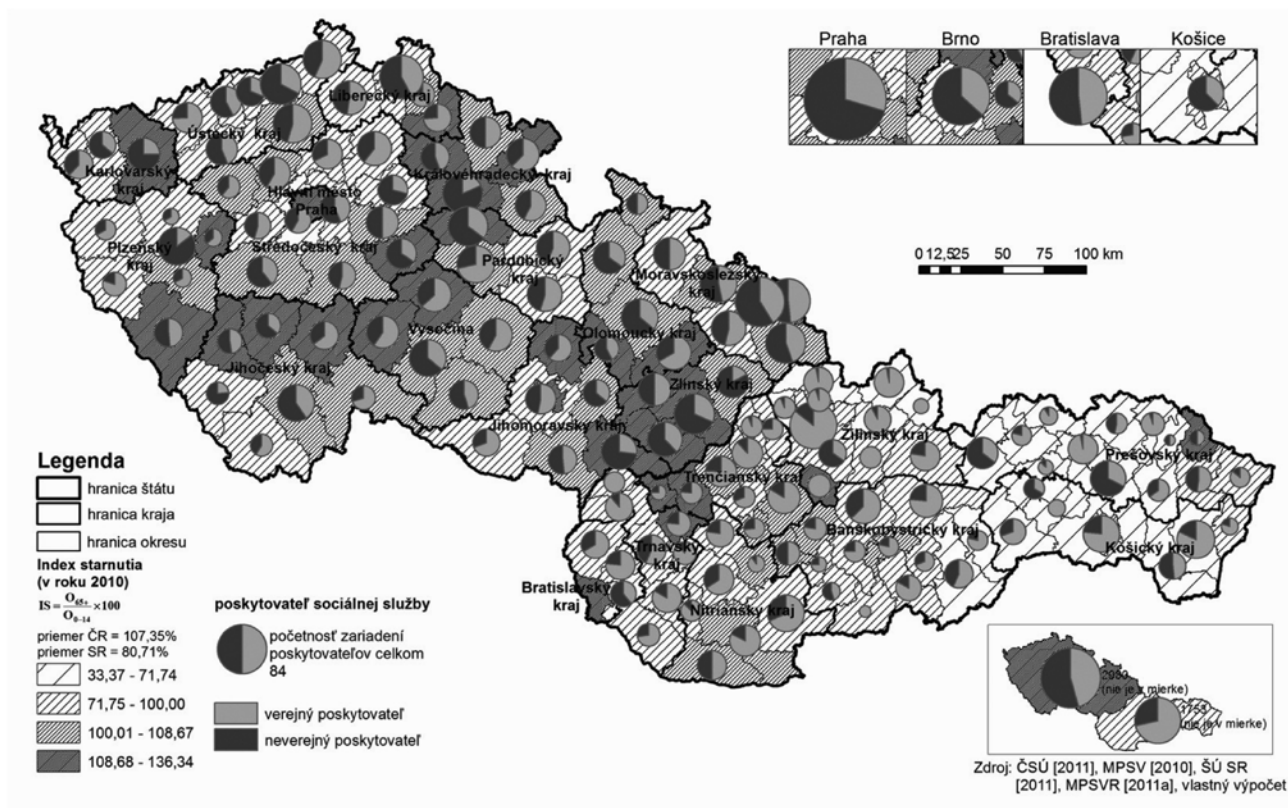 Praha
Brno
Bratislava
Košice
Liberecký kraj
Ústecký kraj
Karlovarský
kraj
Královéhradecký kraj
Hlavní město
Praha
Plzeňský
kraj
Středočeský kraj
Pardubický
kraj
Moravskoslezský
kraj
0 12,5 25 50 75 100 km
Vysočina
Olomoucký kraj
Jihočeský kraj
Zlínský kraj
Jihomoravský kraj
Žilinský kraj
Prešovský kraj
Trenčiansky kraj
Banskobystrický kraj
Košický kraj
Trnavský
kraj
Bratislavský
kraj
Nitriansky kraj
Legenda
hranica štátu
hranica kraja
hranica okresu
Index starnutia
(v roku 2010)
IS = O65+ / O0–14 ×100
priemer ČR = 107,35%
priemer SR = 80,71%
33,37 - 71,74
71,75 - 100,00
100,01 - 108,67
108,68 - 136,34
poskytovateľ sociálnej služby
početnosť zariadení
poskytovateľov celkom
84
verejný poskytovateľ
neverejný poskytovateľ
(nie je v mierke)
1753
(nie je v mierke)
Zdroj: ČSÚ [2011], MPSV [2010], ŠÚ SR
[2011], MPSVR [2011a], vlastný výpočet